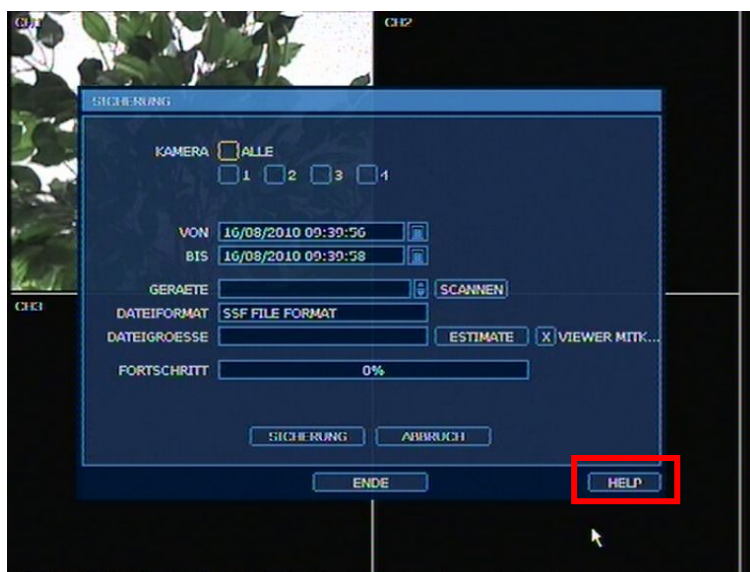 CH1
CH2
SICHERUNG
KAMERA ALLE
1 2 3 4
VON 16/08/2010 09:39:56
BIS 16/08/2010 09:39:58
GERAETE SCANNEN
DATEIFORMAT SSF FILE FORMAT
DATEIGROESSE ESTIMATE X VIEWER MITK...
FORTSCHRITT 0%
SICHERUNG ABBRUCH
ENDE HELP
CH3